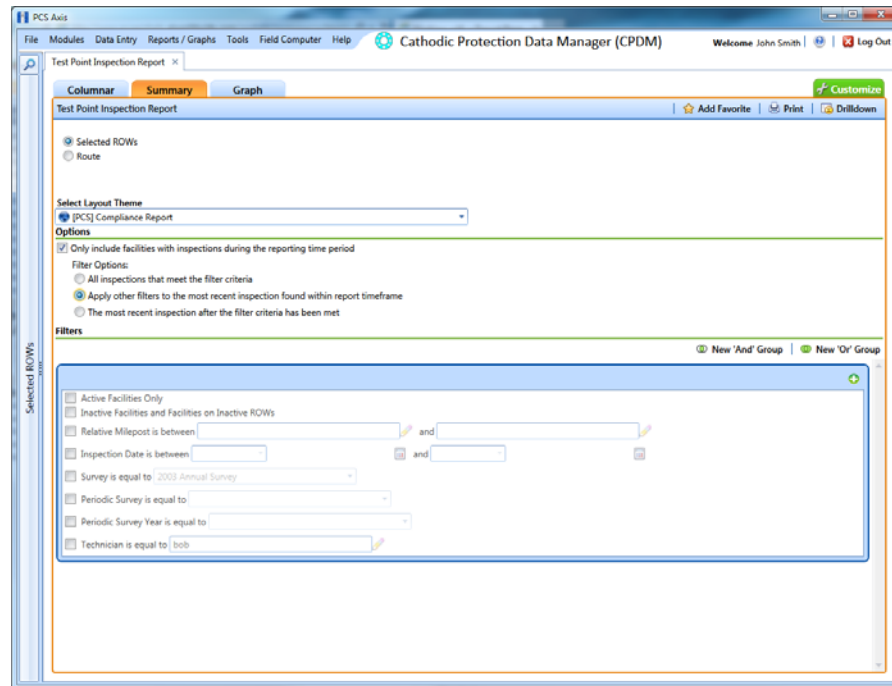 PCS Axis
File Modules Data Entry Reports / Graphs Tools Field Computer Help Cathodic Protection Data Manager (CPDM) Welcome John Smith Log Out
Test Point Inspection Report
Columnar Summary Graph Customize
Test Point Inspection Report Add Favorite Print Drilldown
Selected ROWs
Route
Select Layout Theme
[PCS] Compliance Report
Options
Only include facilities with inspections during the reporting time period
Filter Options:
All inspections that meet the filter criteria
Apply other filters to the most recent inspection found within report timeframe
The most recent inspection after the filter criteria has been met
Filters
New 'And' Group New 'Or' Group
Selected ROWs
Active Facilities Only
Inactive Facilities and Facilities on Inactive ROWs
Relative Milepost is between and
Inspection Date is between and
Survey is equal to 2003 Annual Survey
Periodic Survey is equal to
Periodic Survey Year is equal to
Technician is equal to bob